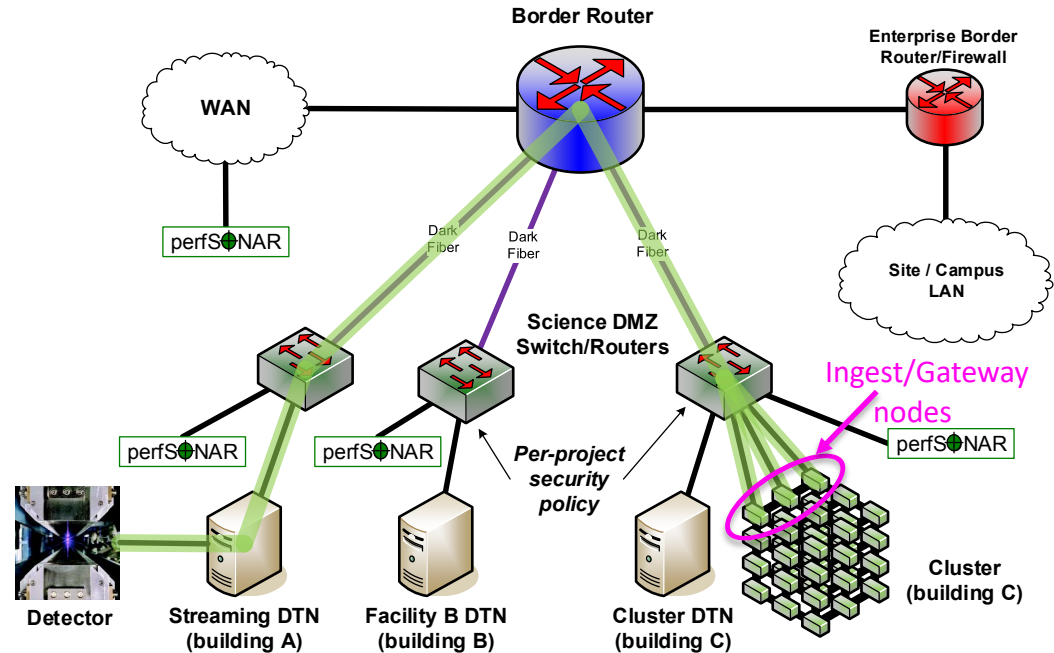 Border Router
Enterprise Border
Router/Firewall
WAN
perfSONAR
Dark
Fiber
Dark
Fiber
Dark
Fiber
Site / Campus
LAN
Science DMZ
Switch/Routers
Ingest/Gateway
nodes
perfSONAR
perfSONAR
perfSONAR
Per-project
security
policy
Detector
Streaming DTN
(building A)
Facility B DTN
(building B)
Cluster DTN
(building C)
Cluster
(building C)